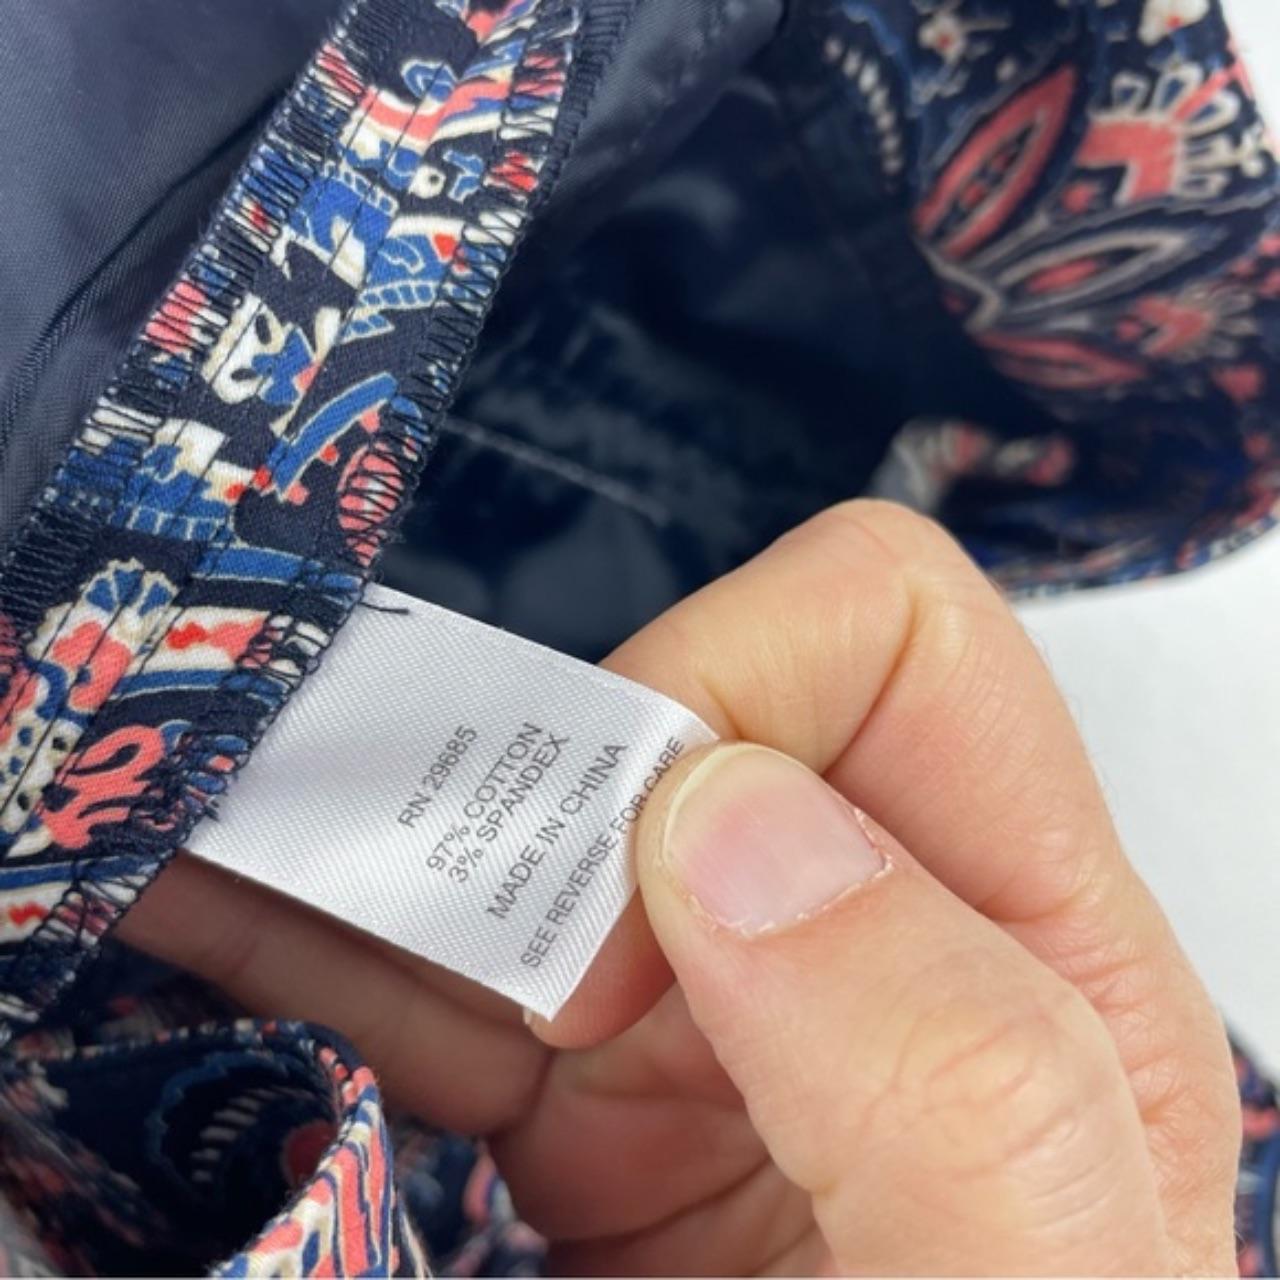 RN 29685
97% COTTON
3% SPANDEX
MADE IN CHINA
SEE REVERSE FOR CARE